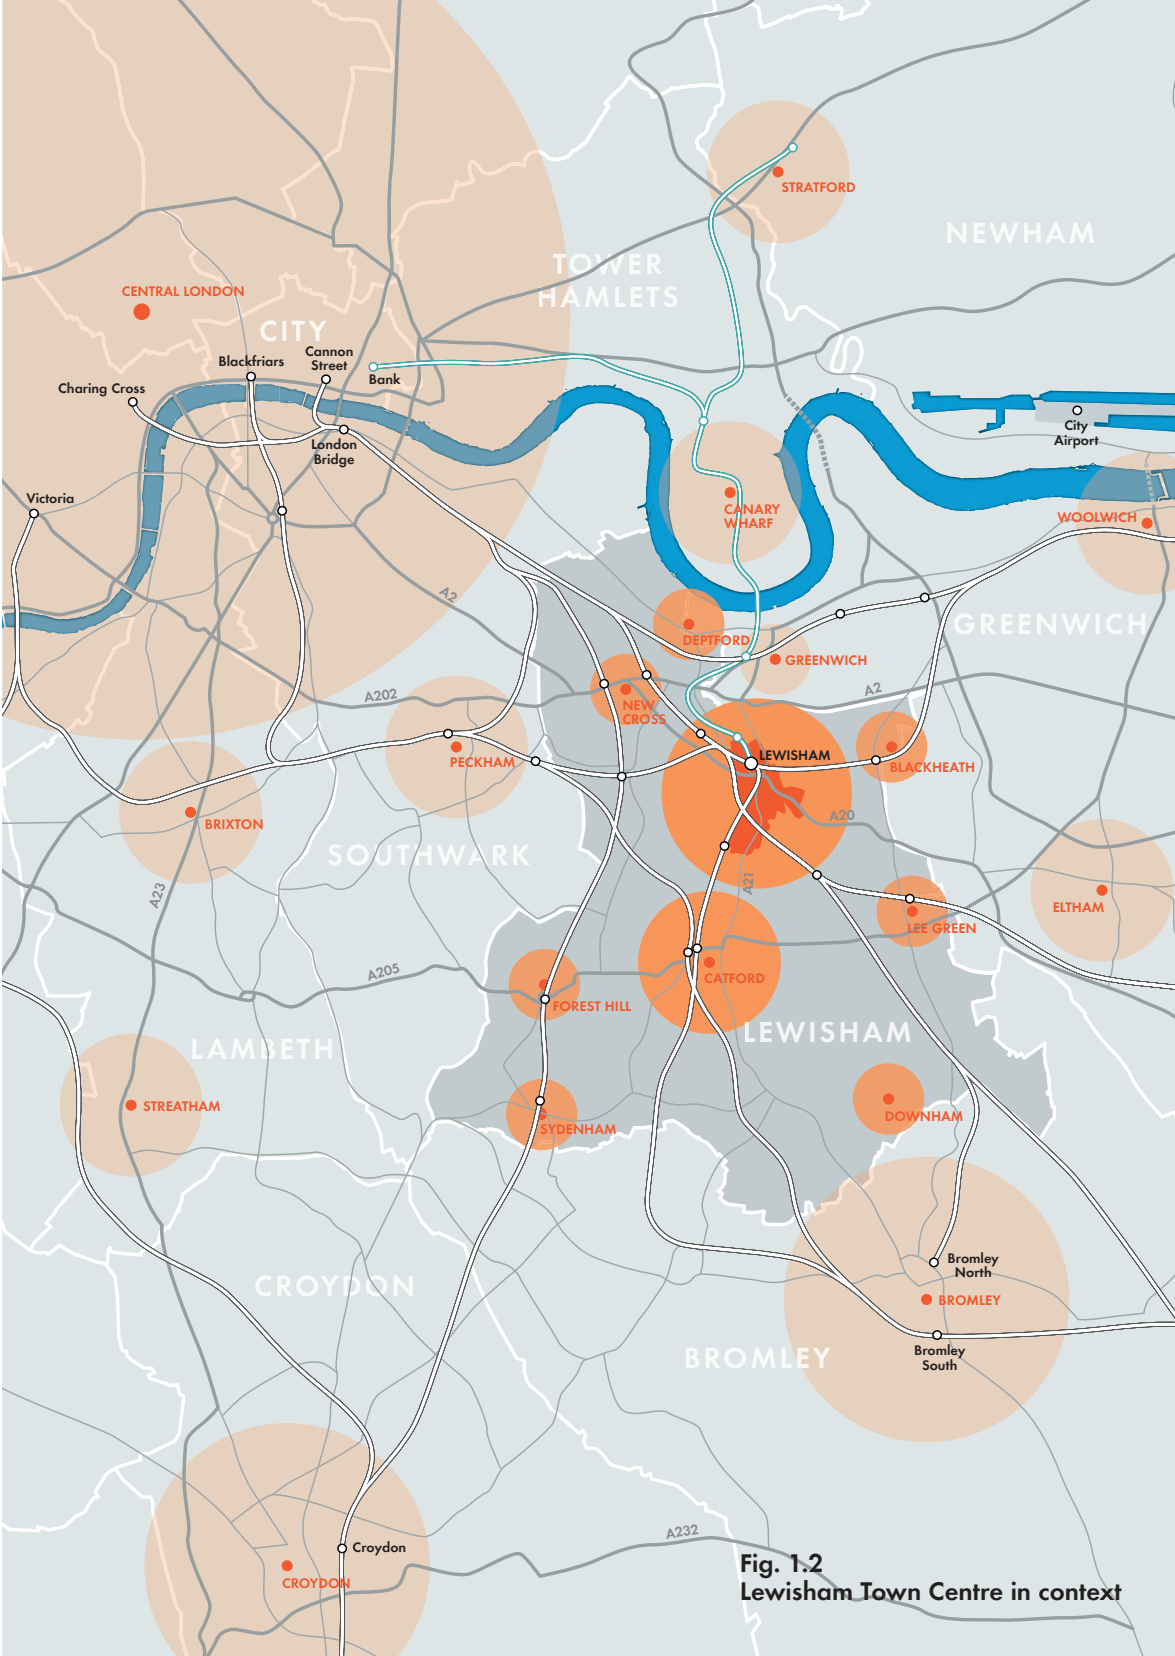 STRATFORD
NEWHAM
TOWER
HAMLETS
CENTRAL LONDON
CITY
Cannon
Street
Blackfriars
Bank
Charing Cross
City
Airport
London
Bridge
Victoria
CANARY
WHARF
WOOLWICH
A2
GREENWICH
DEPTFORD
GREENWICH
A202
A2
NEW
CROSS
LEWISHAM
PECKHAM
BLACKHEATH
BRIXTON
A20
SOUTHWARK
A23
A21
ELTHAM
LEE GREEN
A205
CATFORD
FOREST HILL
LEWISHAM
LAMBETH
STREATHAM
DOWNHAM
SYDENHAM
Bromley
North
CROYDON
BROMLEY
BROMLEY
Bromley
South
A232
Croydon
CROYDON
Fig. 1.2
Lewisham Town Centre in context